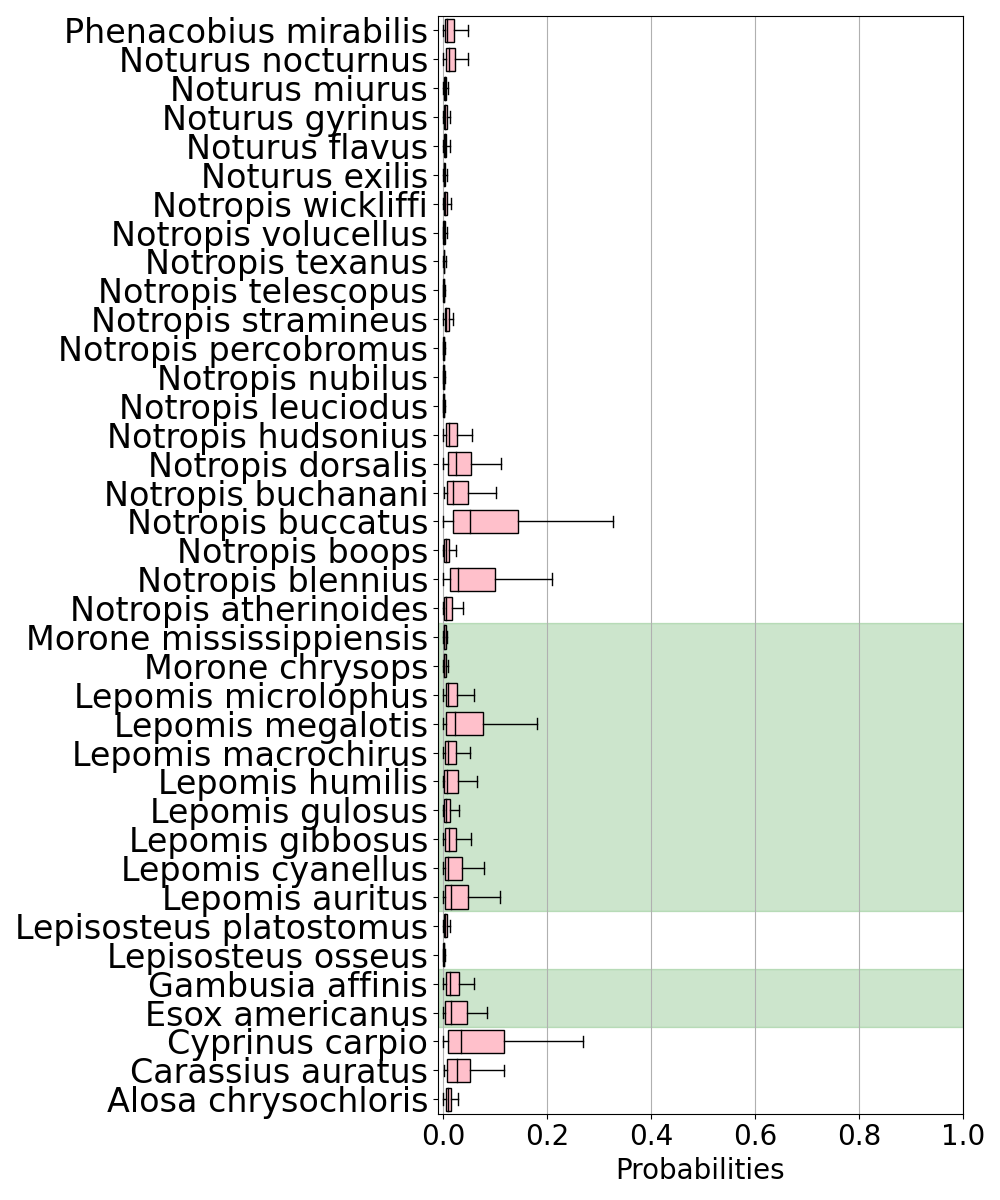 Phenacobius mirabilis
Noturus nocturnus
Noturus miurus
Noturus gyrinus
Noturus flavus
Noturus exilis
Notropis wickliffi
Notropis volucellus
Notropis texanus
Notropis telescopus
Notropis stramineus
Notropis percobromus
Notropis nubilus
Notropis leuciodus
Notropis hudsonius
Notropis dorsalis
Notropis buchanani
Notropis buccatus
Notropis boops
Notropis blennius
Notropis atherinoides
Morone mississippiensis
Morone chrysops
Lepomis microlophus
Lepomis megalotis
Lepomis macrochirus
Lepomis humilis
Lepomis gulosus
Lepomis gibbosus
Lepomis cyanellus
Lepomis auritus
Lepisosteus platostomus
Lepisosteus osseus
Gambusia affinis
Esox americanus
Cyprinus carpio
Carassius auratus
Alosa chrysochloris
0.0 0.2 0.4 0.6 0.8 1.0
Probabilities